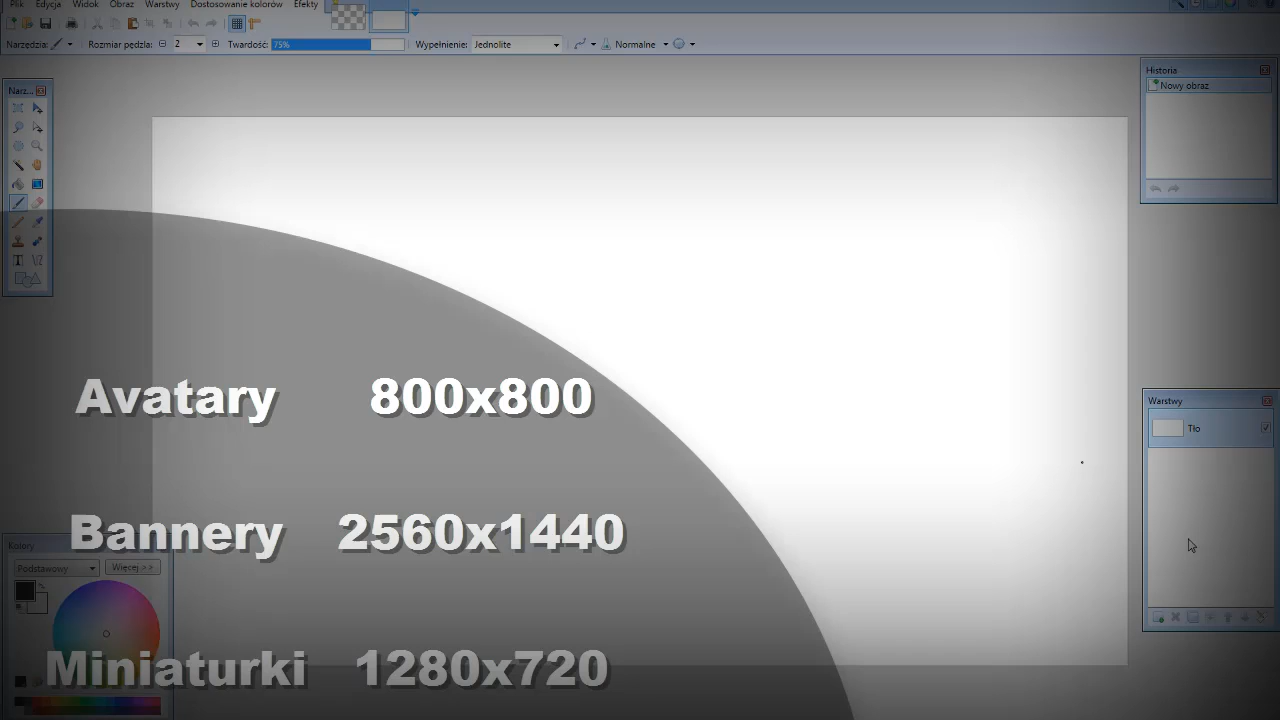 Plik Edycja Widok Obraz Warstwy Dostosowanie kolorów Efekty
Narzędzia: Rozmiar pędzla: 2 Twardość: 75% Wypełnienie: Jednolite Normalne
Narz...
Historia
Nowy obraz
Avatary 800x800
Warstwy
Tło
Bannery 2560x1440
Kolory
Podstawowy Więcej >>
Miniaturki 1280x720